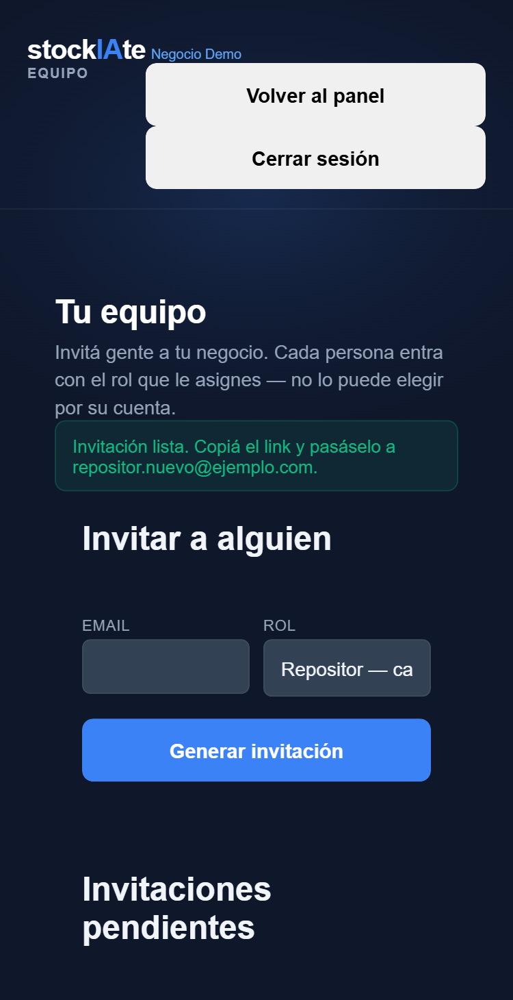 stockIAte Negocio Demo
EQUIPO
Volver al panel
Cerrar sesión
Tu equipo
Invitá gente a tu negocio. Cada persona entra
con el rol que le asignes — no lo puede elegir
por su cuenta.
Invitación lista. Copiá el link y pasáselo a
repositor.nuevo@ejemplo.com.
Invitar a alguien
EMAIL
ROL
Repositor — ca
Generar invitación
Invitaciones
pendientes